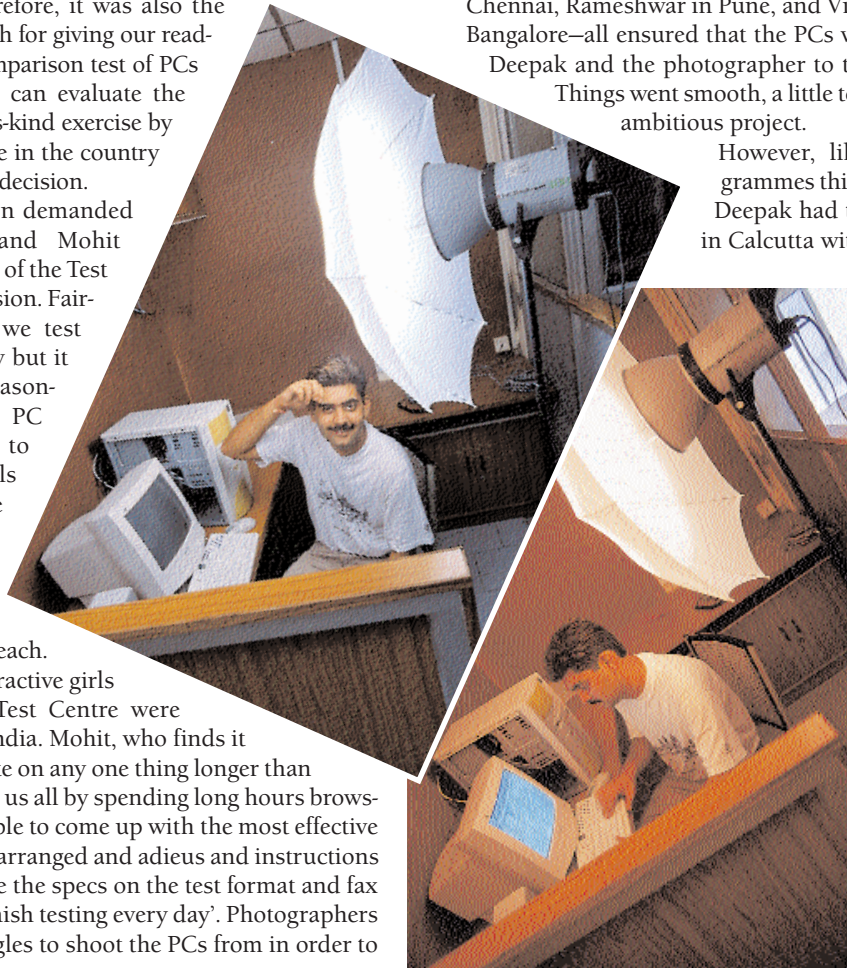 refore, it was also the
h for giving our read-
mparison test of PCs
can evaluate the
s-kind exercise by
e in the country
decision.
n demanded
and Mohit
of the Test
sion. Fair-
we test
y but it
ason-
PC
to
ls
e
each.
ractive girls
Test Centre were
ndia. Mohit, who finds it
ke on any one thing longer than
us all by spending long hours brows-
ple to come up with the most effective
arranged and adieus and instructions
e the specs on the test format and fax
nish testing every day’. Photographers
gles to shoot the PCs from in order to
Chennai, Rameshwar in Pune, and Vi
Bangalore—all ensured that the PCs w
Deepak and the photographer to t
Things went smooth, a little to
ambitious project.
However, lik
grammes thi
Deepak had t
in Calcutta wit